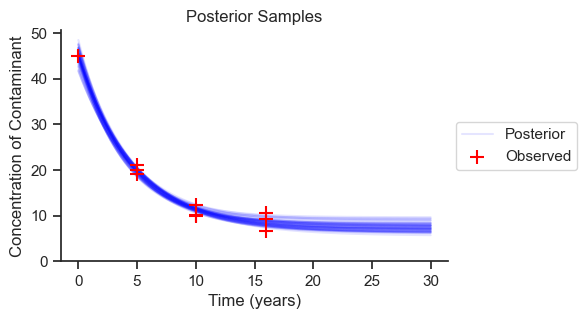 Posterior Samples
Concentration of Contaminant
50
40
30
20
10
0
0 5 10 15 20 25 30
Time (years)
Posterior
Observed